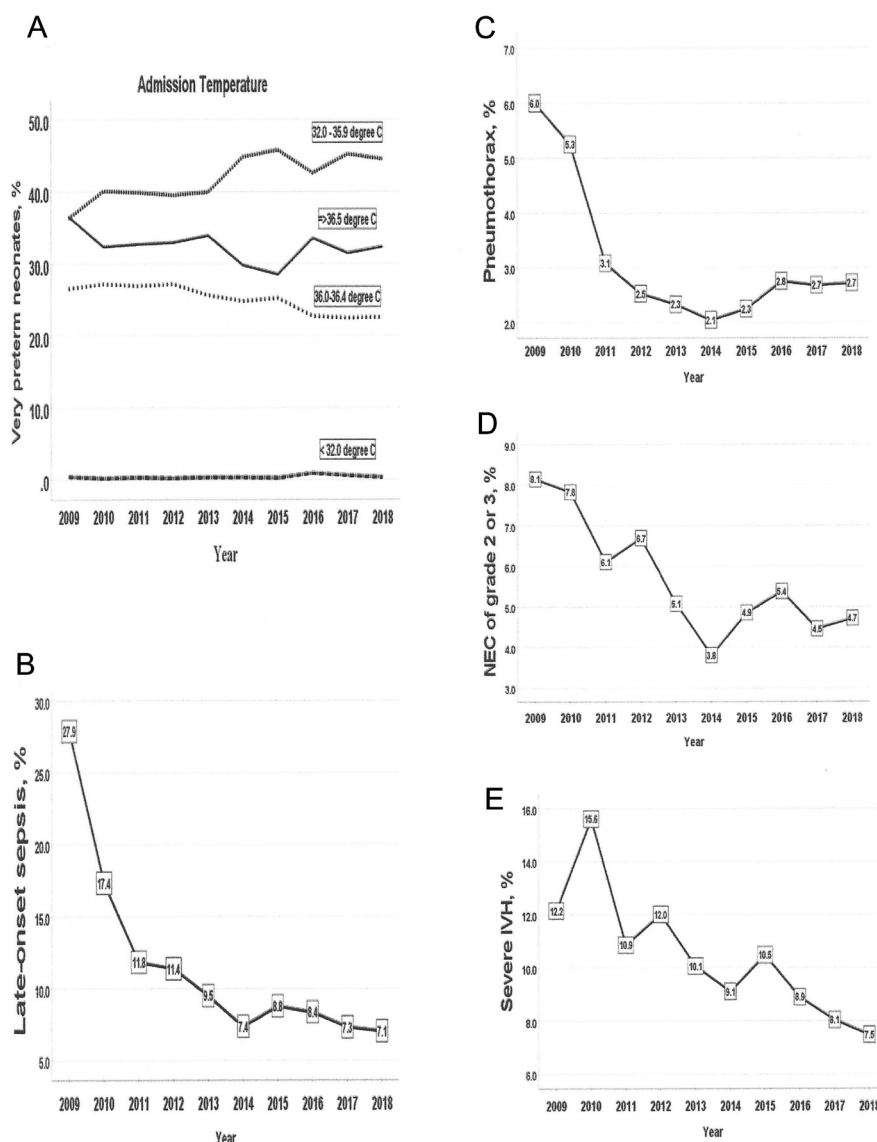 A
Admission Temperature
Very preterm neonates, %
50.0
40.0
30.0
20.0
10.0
.0
32.0 - 35.9 degree C
=>36.5 degree C
36.0-36.4 degree C
< 32.0 degree C
2009 2010 2011 2012 2013 2014 2015 2016 2017 2018
Year
B
Late-onset sepsis, %
30.0
25.0
20.0
15.0
10.0
5.0
27.9
17.4
11.8
11.4
9.5
7.4
8.8
8.4
7.3
7.1
2009 2010 2011 2012 2013 2014 2015 2016 2017 2018
Year
C
Pneumothorax, %
7.0
6.0
5.0
4.0
3.0
2.0
6.0
5.3
3.1
2.5
2.3
2.1
2.3
2.8
2.7
2.7
2009 2010 2011 2012 2013 2014 2015 2016 2017 2018
Year
D
NEC of grade 2 or 3, %
9.0
8.0
7.0
6.0
5.0
4.0
3.0
8.1
7.8
6.1
6.7
5.1
3.8
4.9
5.4
4.5
4.7
2009 2010 2011 2012 2013 2014 2015 2016 2017 2018
Year
E
Severe IVH, %
16.0
14.0
12.0
10.0
8.0
6.0
12.2
15.6
10.9
12.0
10.1
9.1
10.5
8.9
8.1
7.5
2009 2010 2011 2012 2013 2014 2015 2016 2017 2018
Year